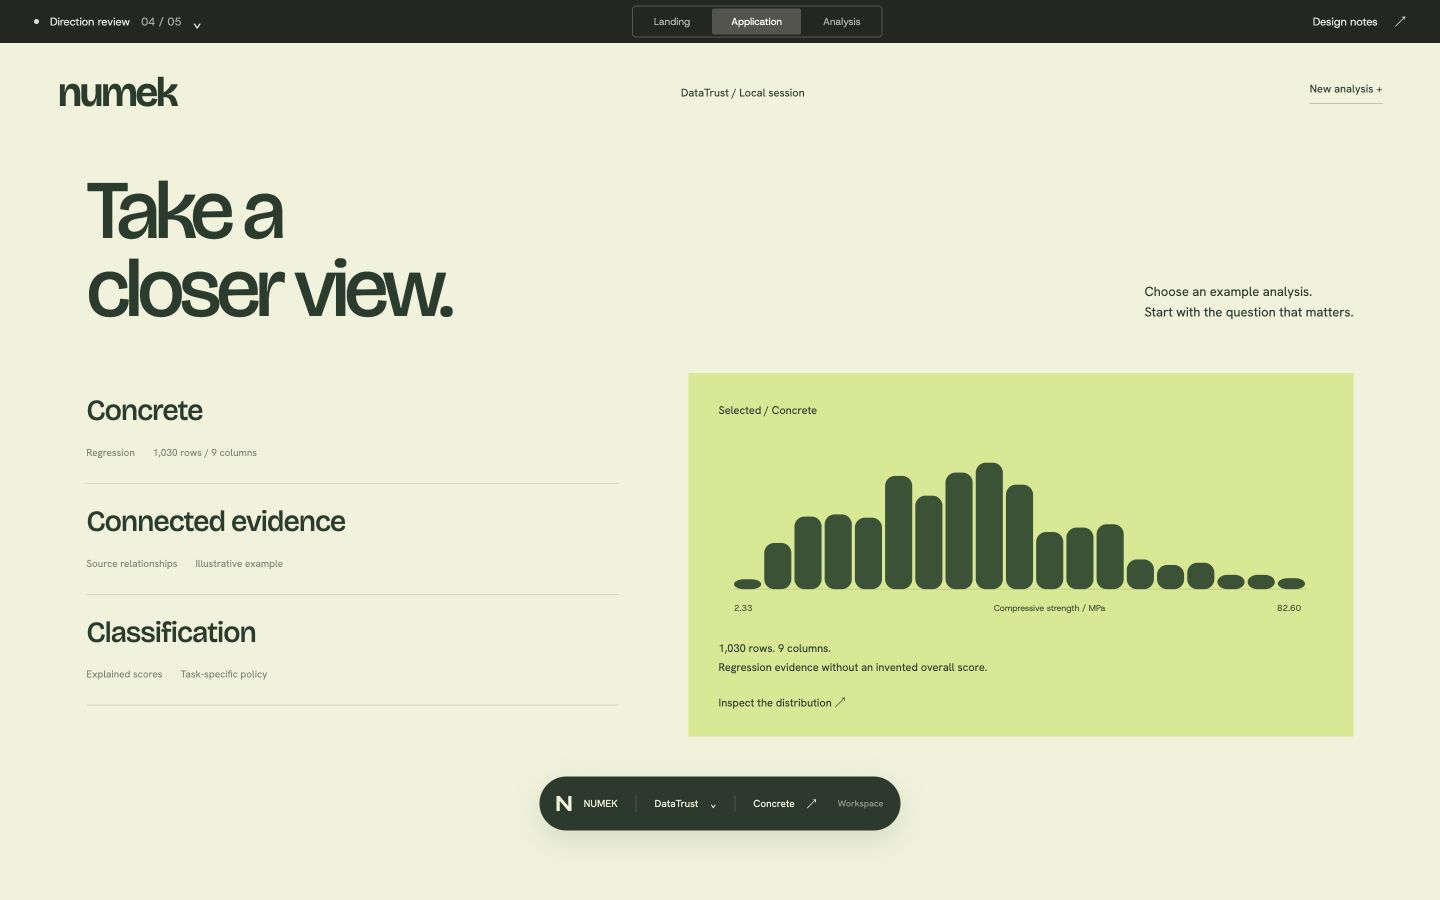 Direction review 04 / 05
Landing
Application
Analysis
Design notes
numek
DataTrust / Local session
New analysis +
Take a
closer view.
Choose an example analysis.
Start with the question that matters.
Concrete
Regression 1,030 rows / 9 columns
Connected evidence
Source relationships Illustrative example
Classification
Explained scores Task-specific policy
Selected / Concrete
2.33 Compressive strength / MPa 82.60
1,030 rows. 9 columns.
Regression evidence without an invented overall score.
Inspect the distribution
N NUMEK DataTrust Concrete Workspace